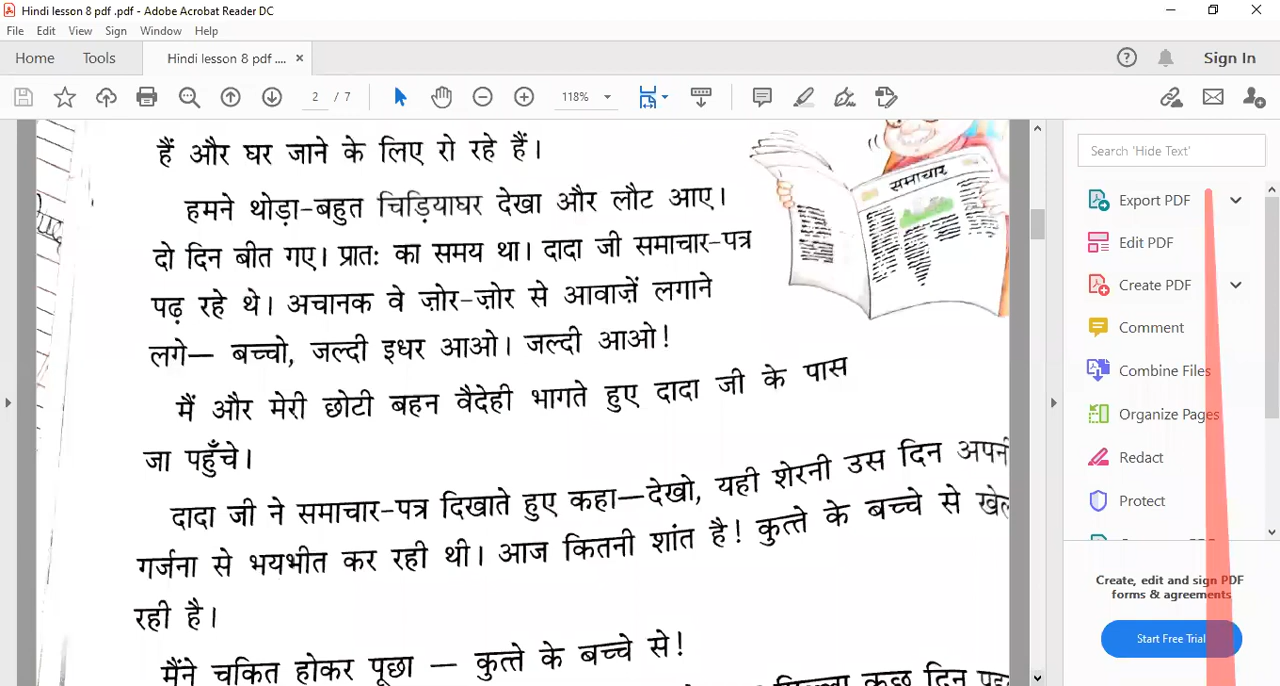 Hindi lesson 8 pdf .pdf - Adobe Acrobat Reader DC
File Edit View Sign Window Help
Home Tools Hindi lesson 8 pdf .... × Sign In
2 / 7 118%
हैं और घर जाने के लिए रो रहे हैं।
हमने थोड़ा-बहुत चिड़ियाघर देखा और लौट आए।
दो दिन बीत गए। प्रातः का समय था। दादा जी समाचार-पत्र
पढ़ रहे थे। अचानक वे ज़ोर-ज़ोर से आवाज़ें लगाने
लगे— बच्चो, जल्दी इधर आओ। जल्दी आओ!
मैं और मेरी छोटी बहन वैदेही भागते हुए दादा जी के पास
जा पहुँचे।
दादा जी ने समाचार-पत्र दिखाते हुए कहा—देखो, यही शेरनी उस दिन अपनी
गर्जना से भयभीत कर रही थी। आज कितनी शांत है! कुत्ते के बच्चे से खेल
रही है।
मैंने चकित होकर पूछा — कुत्ते के बच्चे से!
कुछ दिन
समाचार
Search 'Hide Text'
Export PDF
Edit PDF
Create PDF
Comment
Combine Files
Organize Pages
Redact
Protect
Create, edit and sign PDF
forms & agreements
Start Free Trial